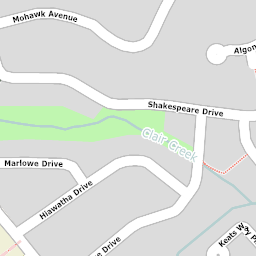 Mohawk Avenue
Algon
Shakespeare Drive
Clair Creek
Marlowe Drive
Hiawatha Drive
Keats W
e Drive